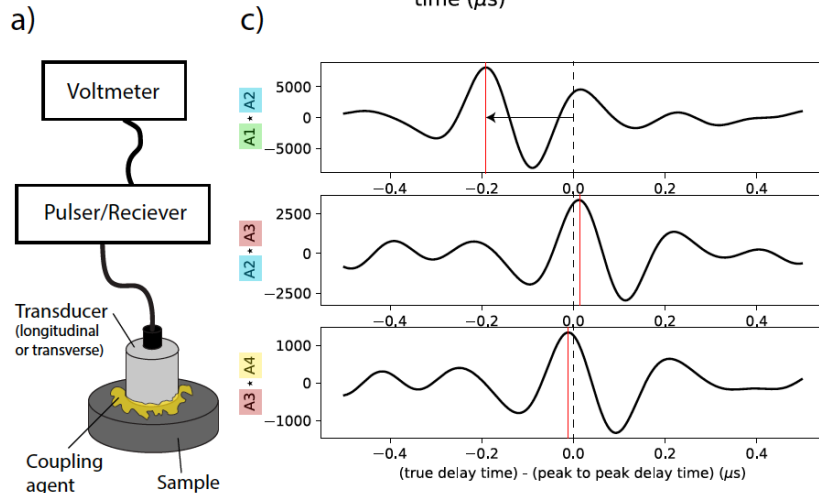 time (μs)
a)
c)
Voltmeter
Pulser/Reciever
Transducer
(longitudinal
or transverse)
Coupling
agent
Sample
A1 ⋆ A2
5000
0
−5000
−0.4 −0.2 0.0 0.2 0.4
A2 ⋆ A3
2500
0
−2500
−0.4 −0.2 0.0 0.2 0.4
A3 ⋆ A4
1000
0
−1000
−0.4 −0.2 0.0 0.2 0.4
(true delay time) - (peak to peak delay time) (μs)